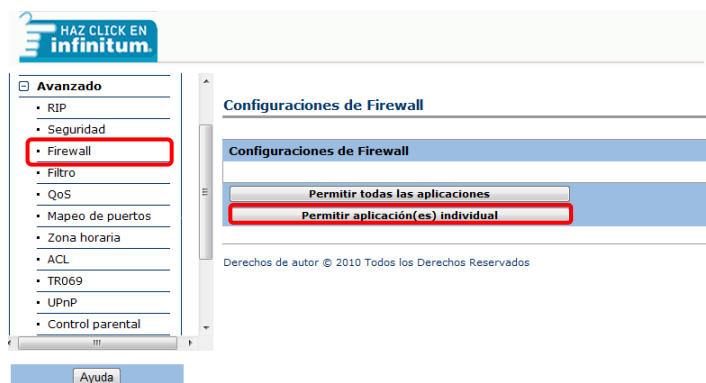 HAZ CLICK EN
infinitum.
Avanzado
RIP
Seguridad
Firewall
Filtro
QoS
Mapeo de puertos
Zona horaria
ACL
TR069
UPnP
Control parental
Ayuda
Configuraciones de Firewall
Configuraciones de Firewall
Permitir todas las aplicaciones
Permitir aplicación(es) individual
Derechos de autor © 2010 Todos los Derechos Reservados